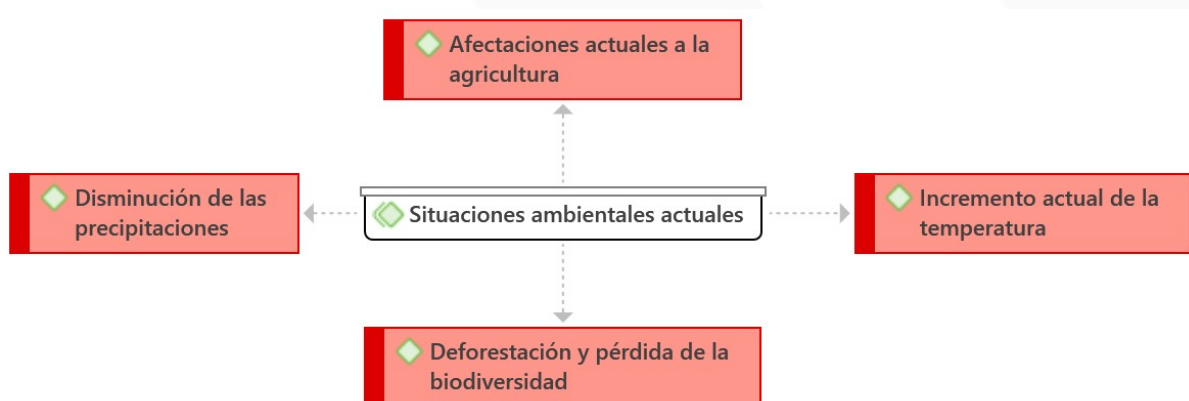 Afectaciones actuales a la
agricultura
Disminución de las
precipitaciones
Situaciones ambientales actuales
Incremento actual de la
temperatura
Deforestación y pérdida de la
biodiversidad